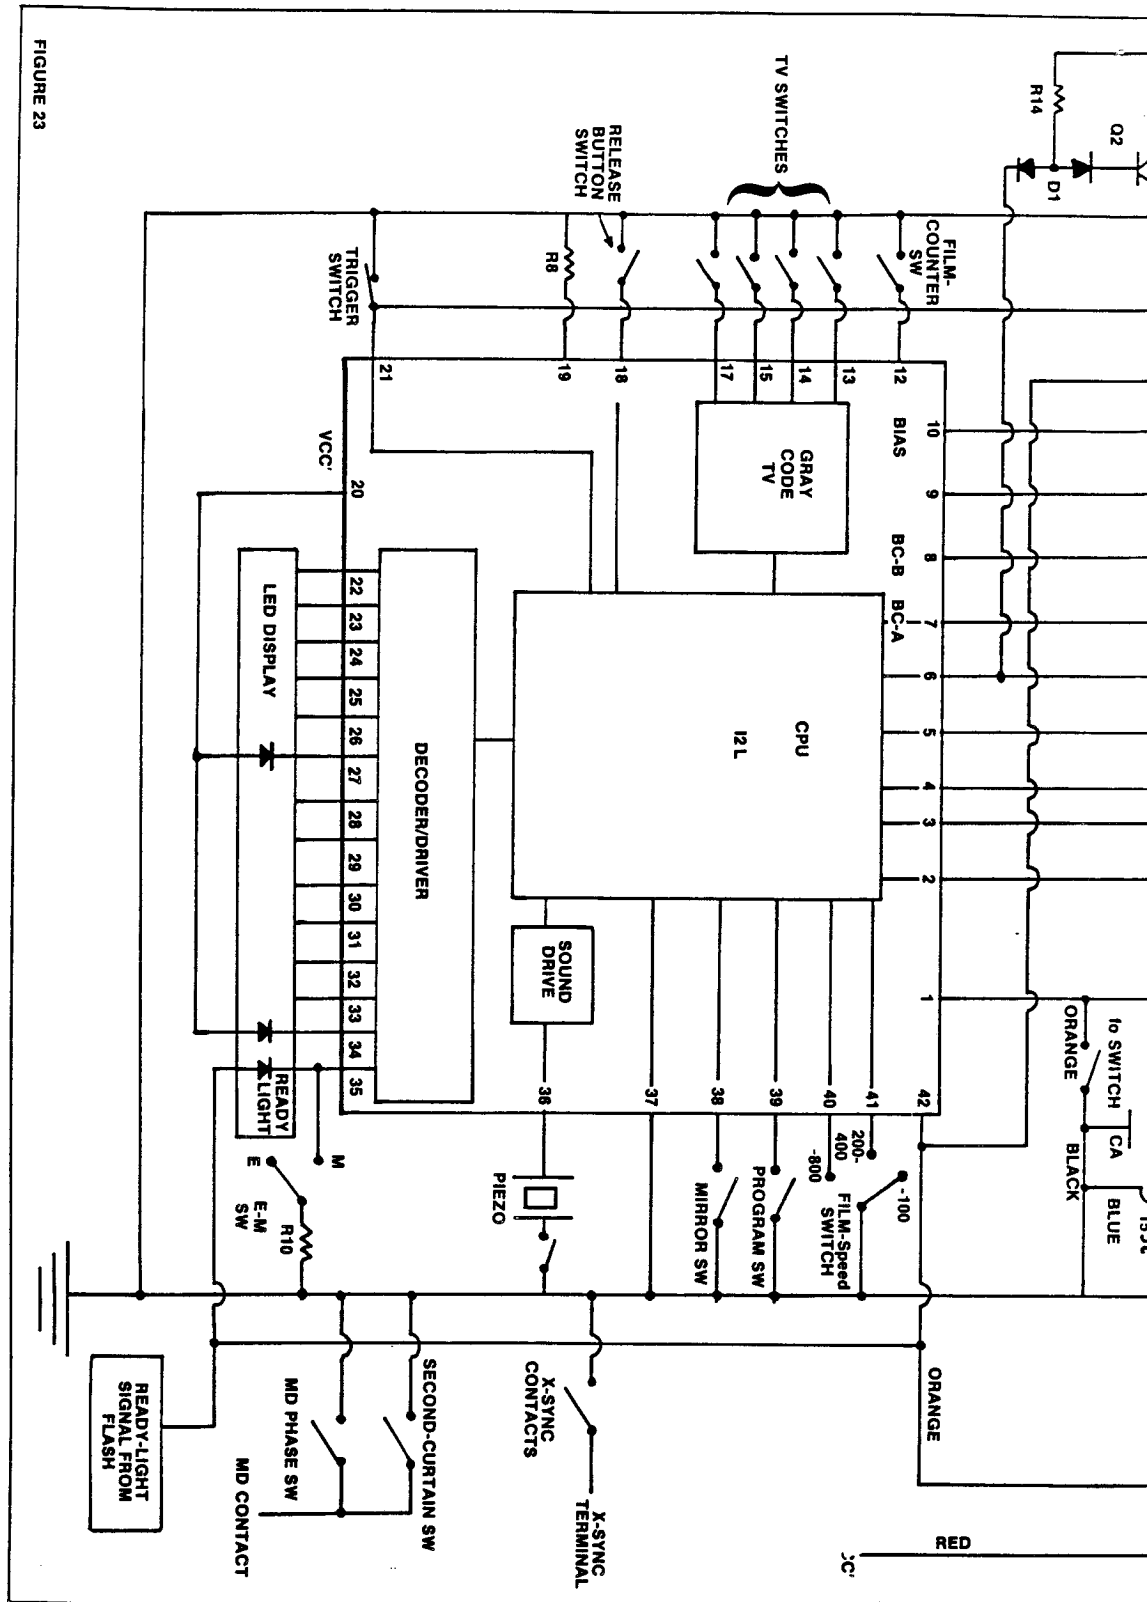 FIGURE 23
TV SWITCHES
RELEASE
BUTTON
SWITCH
R14
Q2
D1
FILM-
COUNTER
SW
R8
TRIGGER
SWITCH
21
19
18
17
15
14
13
12
10
BIAS
9
8
BC-B
7
BC-A
6
5
4
3
2
1
GRAY
CODE
TV
VCC'
20
CPU
I2L
DECODER/DRIVER
LED DISPLAY
22
23
24
25
26
27
28
29
30
31
32
33
34
35
READY
LIGHT
SOUND
DRIVE
36
37
38
39
40
41
42
fo SWITCH
ORANGE
CA
BLACK
BLUE
200-
400
-800
-100
FILM-Speed
SWITCH
PROGRAM SW
MIRROR SW
PIEZO
M
E
E-M
SW
R10
ORANGE
X-SYNC
CONTACTS
X-SYNC
TERMINAL
SECOND-CURTAIN SW
MD PHASE SW
MD CONTACT
READY-LIGHT
SIGNAL FROM
FLASH
RED